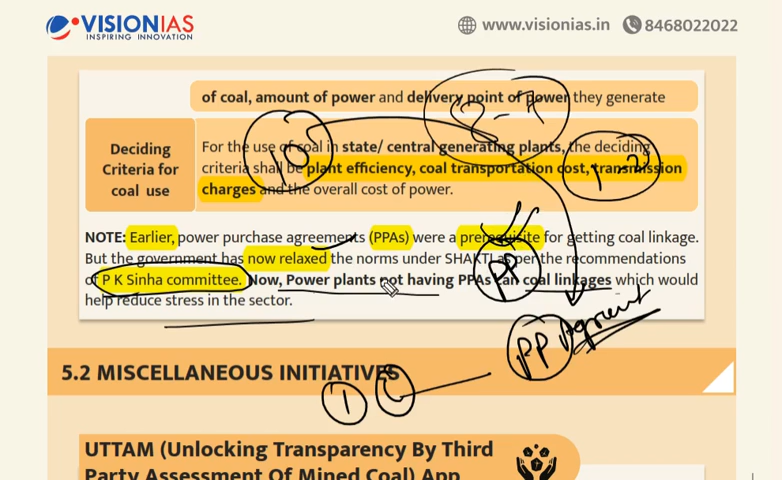 VISIONIAS
INSPIRING INNOVATION
www.visionias.in
8468022022
of coal, amount of power and delivery point of power they generate
Deciding
Criteria for
coal use
For the use of coal in state/ central generating plants, the deciding
criteria shall be plant efficiency, coal transportation cost, transmission
charges and the overall cost of power.
NOTE: Earlier, power purchase agreements (PPAs) were a prerequisite for getting coal linkage.
But the government has now relaxed the norms under SHAKTI as per the recommendations
of P K Sinha committee. Now, Power plants not having PPAs can coal linkages which would
help reduce stress in the sector.
10
PP
PP Agreement
1
5.2 MISCELLANEOUS INITIATIVES
UTTAM (Unlocking Transparency By Third
Party Assessment Of Mined Coal) App